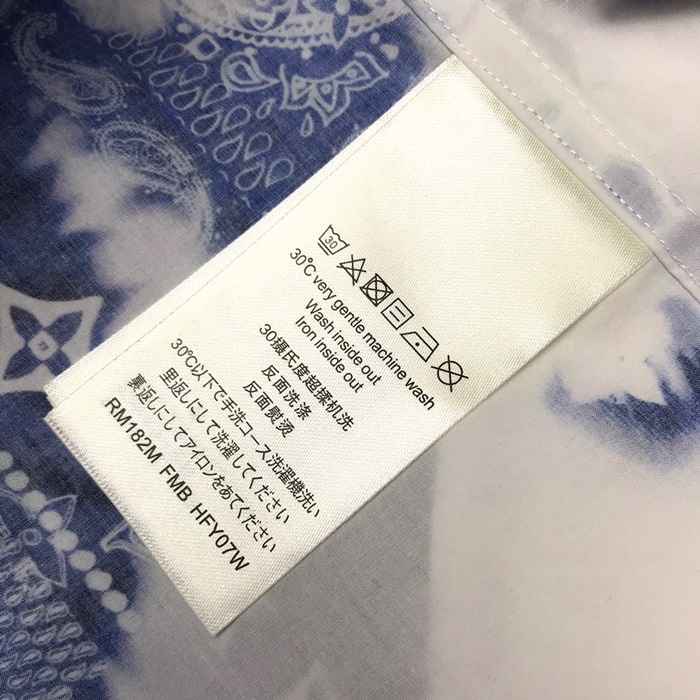 30
30°C very gentle machine wash
Wash inside out
Iron inside out
30摄氏度超揉机洗
反面洗涤
反面熨烫
30℃以下で手洗コース洗濯機洗い
里返しにして洗濯してください
裏返しにしてアイロンをあてください
RM182M FMB HFY07W